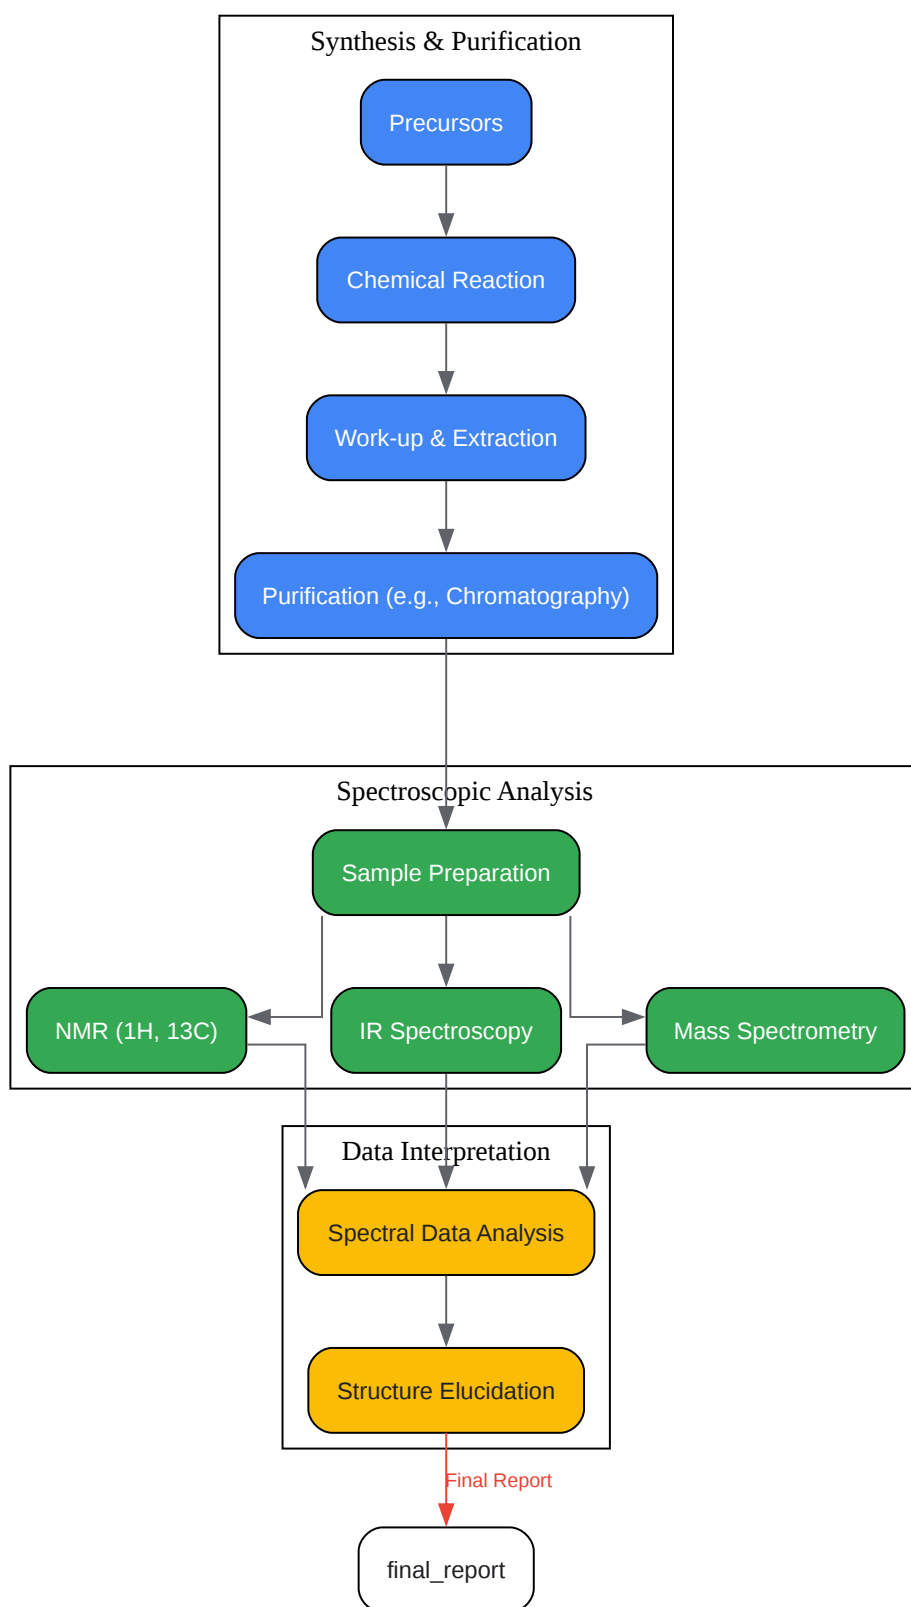 Synthesis & Purification
Precursors
Chemical Reaction
Work-up & Extraction
Purification (e.g., Chromatography)
Spectroscopic Analysis
Sample Preparation
NMR (1H, 13C)
IR Spectroscopy
Mass Spectrometry
Data Interpretation
Spectral Data Analysis
Structure Elucidation
Final Report
final_report